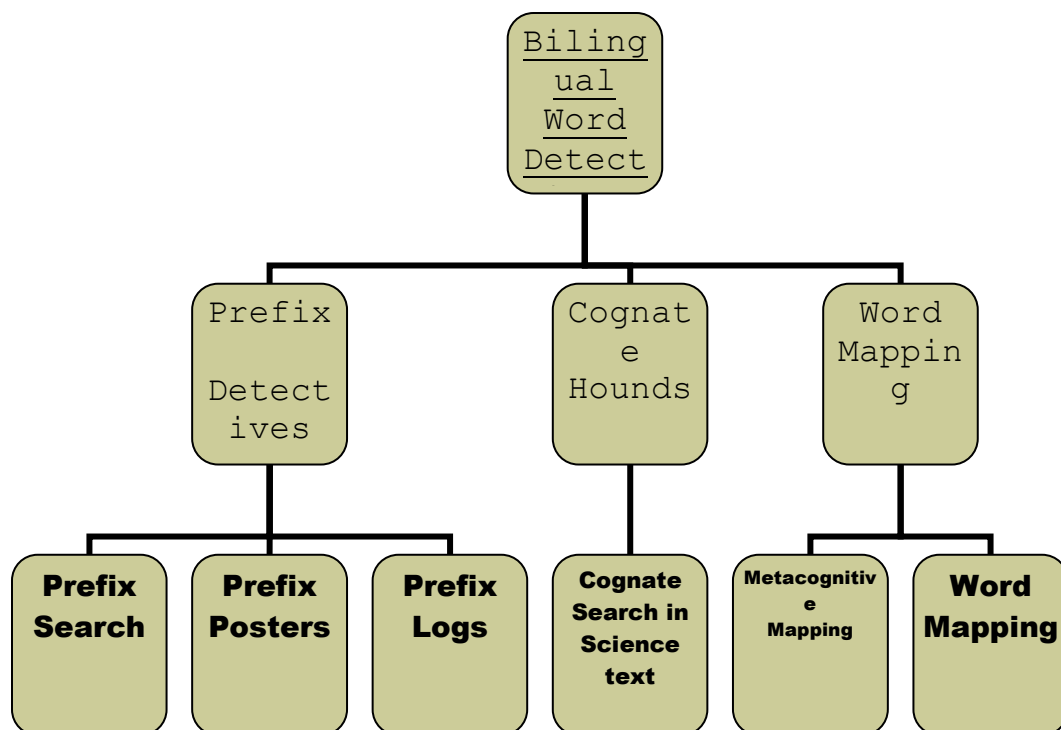 Biling
ual
Word
Detect
Prefix
Detect
ives
Cognat
e
Hounds
Word
Mappin
g
Prefix
Search
Prefix
Posters
Prefix
Logs
Cognate
Search in
Science
text
Metacognitiv
e
Mapping
Word
Mapping